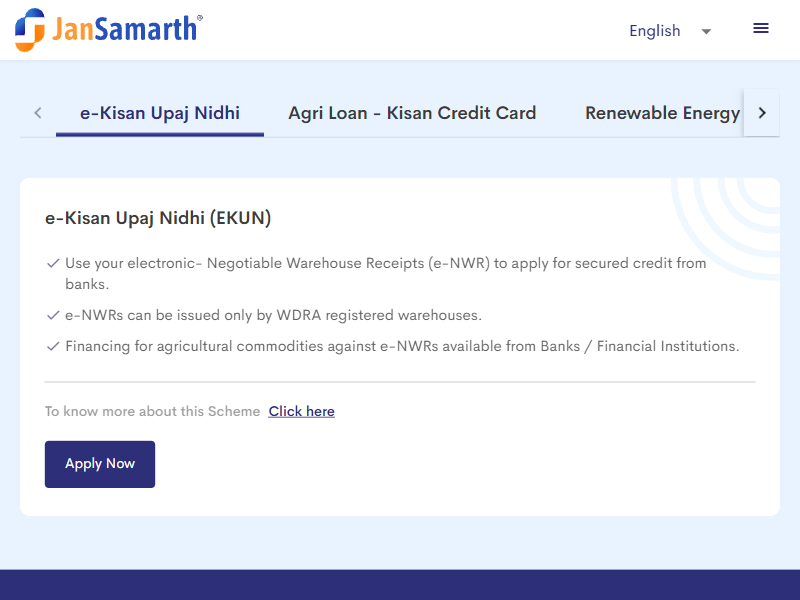 JanSamarth®
English
e-Kisan Upaj Nidhi
Agri Loan - Kisan Credit Card
Renewable Energy
e-Kisan Upaj Nidhi (EKUN)
Use your electronic- Negotiable Warehouse Receipts (e-NWR) to apply for secured credit from
banks.
e-NWRs can be issued only by WDRA registered warehouses.
Financing for agricultural commodities against e-NWRs available from Banks / Financial Institutions.
To know more about this Scheme Click here
Apply Now